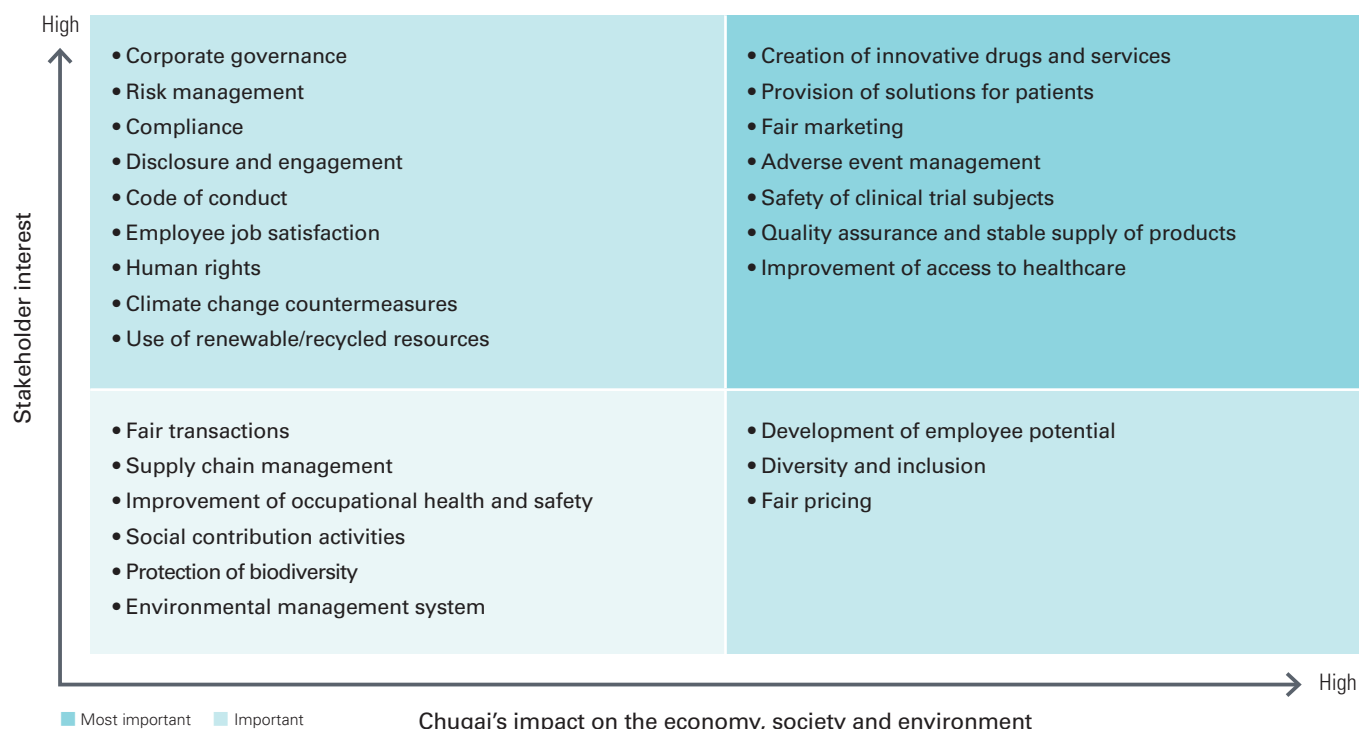 High
Stakeholder interest
• Corporate governance
• Risk management
• Compliance
• Disclosure and engagement
• Code of conduct
• Employee job satisfaction
• Human rights
• Climate change countermeasures
• Use of renewable/recycled resources
• Creation of innovative drugs and services
• Provision of solutions for patients
• Fair marketing
• Adverse event management
• Safety of clinical trial subjects
• Quality assurance and stable supply of products
• Improvement of access to healthcare
• Fair transactions
• Supply chain management
• Improvement of occupational health and safety
• Social contribution activities
• Protection of biodiversity
• Environmental management system
• Development of employee potential
• Diversity and inclusion
• Fair pricing
High
Most important
Important
Chugai's impact on the economy, society and environment